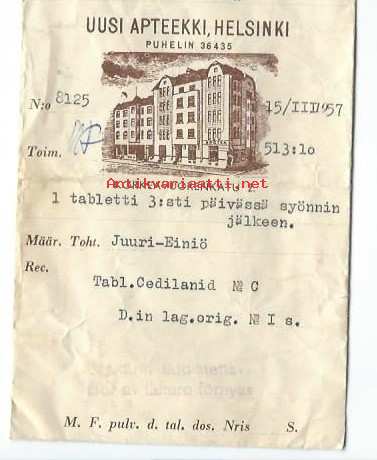 UUSI APTEEKKI, HELSINKI
PUHELIN 36435
N:o 8125
15/III 1957
Toim.
513:10
Antikvariaatti.net
1 tabletti 3:sti päivässä syönnin
jälkeen.
Määr. Toht. Juuri-Einiö
Rec.
Tabl.Cedilanid № C
D.in lag.orig. № I s.
M. F. pulv. d. tal. dos. Nris S.